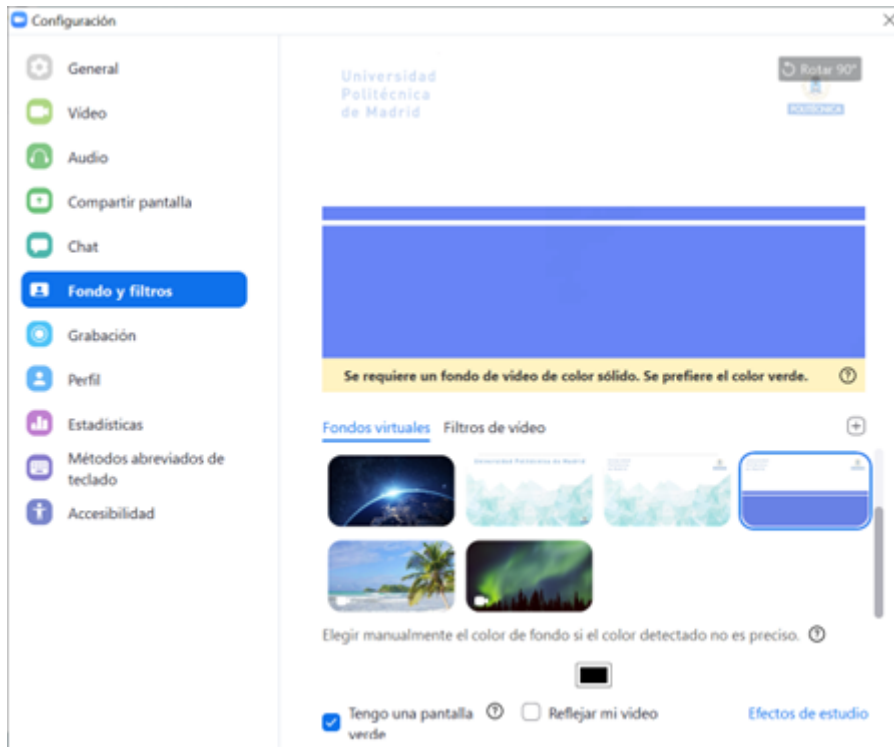 Configuración
General
Vídeo
Audio
Compartir pantalla
Chat
Fondo y filtros
Grabación
Perfil
Estadísticas
Métodos abreviados de
teclado
Accesibilidad
Universidad
Politécnica
de Madrid
Rotar 90°
POLITÉCNICA
Se requiere un fondo de vídeo de color sólido. Se prefiere el color verde.
Fondos virtuales
Filtros de vídeo
Universidad Politécnica de Madrid
Elegir manualmente el color de fondo si el color detectado no es preciso.
Tengo una pantalla
verde
Reflejar mi vídeo
Efectos de estudio